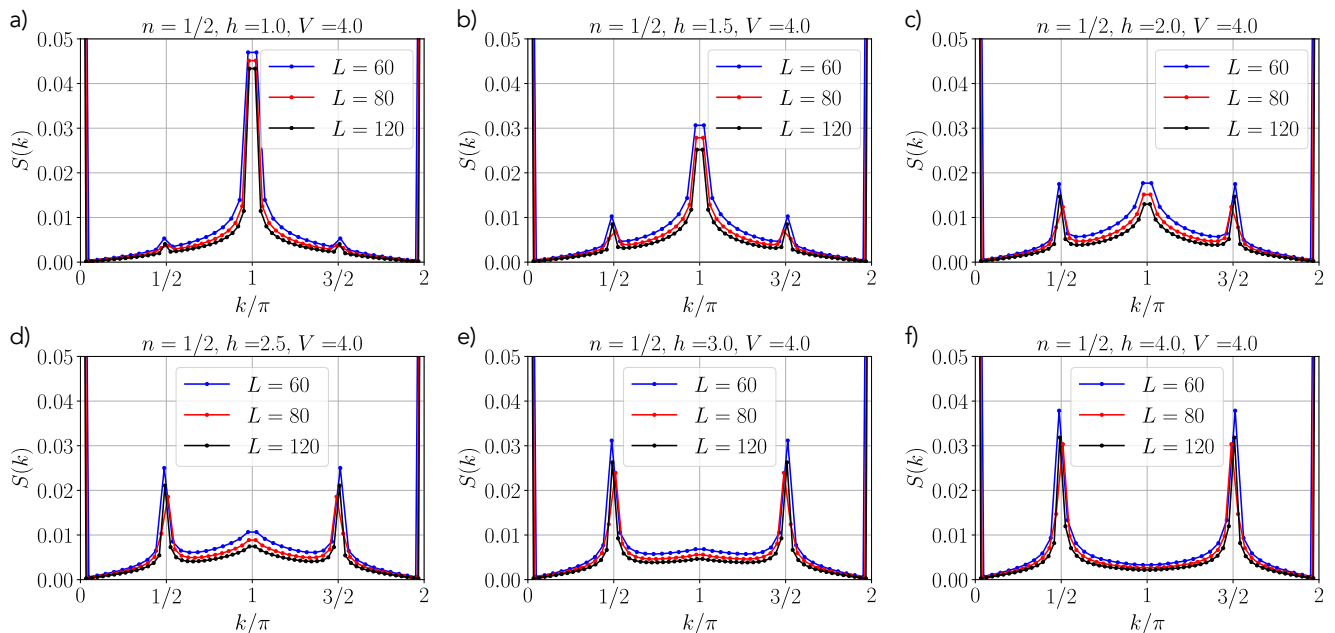 a)
n = 1/2, h =1.0, V =4.0
0.05
0.04
0.03
0.02
0.01
0.00
S(k)
L = 60
L = 80
L = 120
0 1/2 1 3/2 2
k/π
b)
n = 1/2, h =1.5, V =4.0
0.05
0.04
0.03
0.02
0.01
0.00
S(k)
L = 60
L = 80
L = 120
0 1/2 1 3/2 2
k/π
c)
n = 1/2, h =2.0, V =4.0
0.05
0.04
0.03
0.02
0.01
0.00
S(k)
L = 60
L = 80
L = 120
0 1/2 1 3/2 2
k/π
d)
n = 1/2, h =2.5, V =4.0
0.05
0.04
0.03
0.02
0.01
0.00
S(k)
L = 60
L = 80
L = 120
0 1/2 1 3/2 2
k/π
e)
n = 1/2, h =3.0, V =4.0
0.05
0.04
0.03
0.02
0.01
0.00
S(k)
L = 60
L = 80
L = 120
0 1/2 1 3/2 2
k/π
f)
n = 1/2, h =4.0, V =4.0
0.05
0.04
0.03
0.02
0.01
0.00
S(k)
L = 60
L = 80
L = 120
0 1/2 1 3/2 2
k/π